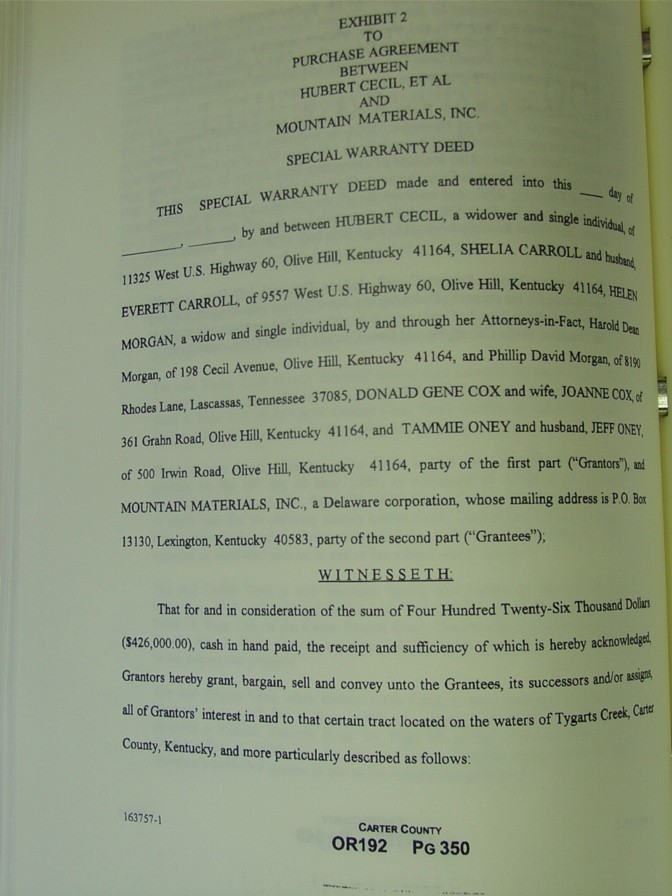 EXHIBIT 2
TO
PURCHASE AGREEMENT
BETWEEN
HUBERT CECIL, ET AL
AND
MOUNTAIN MATERIALS, INC.
SPECIAL WARRANTY DEED
THIS SPECIAL WARRANTY DEED made and entered into this ___ day of
________, ______, by and between HUBERT CECIL, a widower and single individual, of
11325 West U.S. Highway 60, Olive Hill, Kentucky 41164, SHELIA CARROLL and husband,
EVERETT CARROLL, of 9557 West U.S. Highway 60, Olive Hill, Kentucky 41164, HELEN
MORGAN, a widow and single individual, by and through her Attorneys-in-Fact, Harold Dean
Morgan, of 198 Cecil Avenue, Olive Hill, Kentucky 41164, and Phillip David Morgan, of 8190
Rhodes Lane, Lascassas, Tennessee 37085, DONALD GENE COX and wife, JOANNE COX, of
361 Grahn Road, Olive Hill, Kentucky 41164, and TAMMIE ONEY and husband, JEFF ONEY,
of 500 Irwin Road, Olive Hill, Kentucky 41164, party of the first part ("Grantors"), and
MOUNTAIN MATERIALS, INC., a Delaware corporation, whose mailing address is P.O. Box
13130, Lexington, Kentucky 40583, party of the second part ("Grantees");
WITNESSETH:
That for and in consideration of the sum of Four Hundred Twenty-Six Thousand Dollars
($426,000.00), cash in hand paid, the receipt and sufficiency of which is hereby acknowledged,
Grantors hereby grant, bargain, sell and convey unto the Grantees, its successors and/or assigns,
all of Grantors' interest in and to that certain tract located on the waters of Tygarts Creek, Carter
County, Kentucky, and more particularly described as follows:
163757-1
CARTER COUNTY
OR192 PG 350